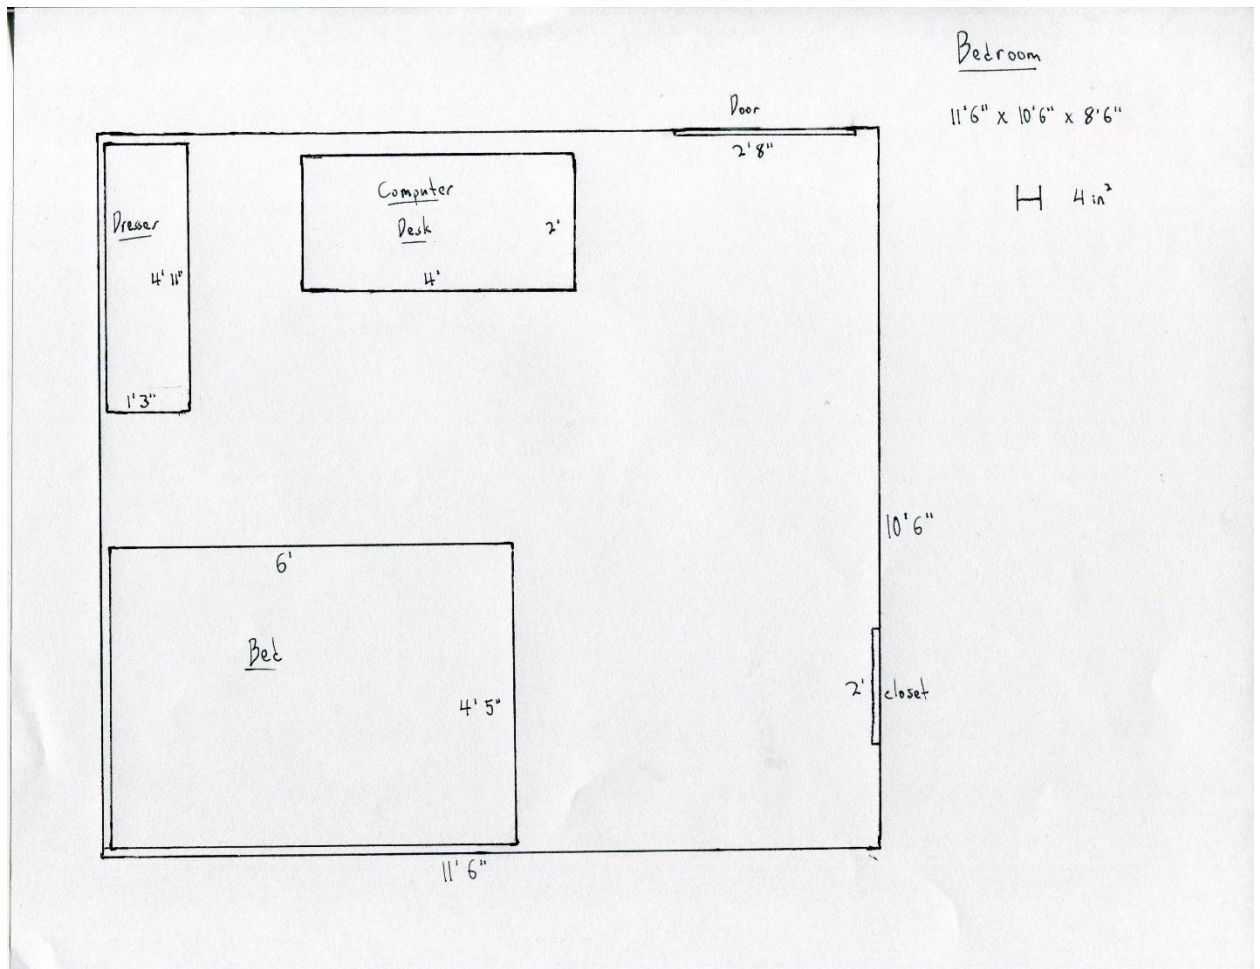 Bedroom
11'6" x 10'6" x 8'6"
4 in²
Door
2'8"
Computer
Desk
2'
4'
Dresser
4' 11"
1'3"
10'6"
6'
Bed
4' 5"
2'
closet
11' 6"